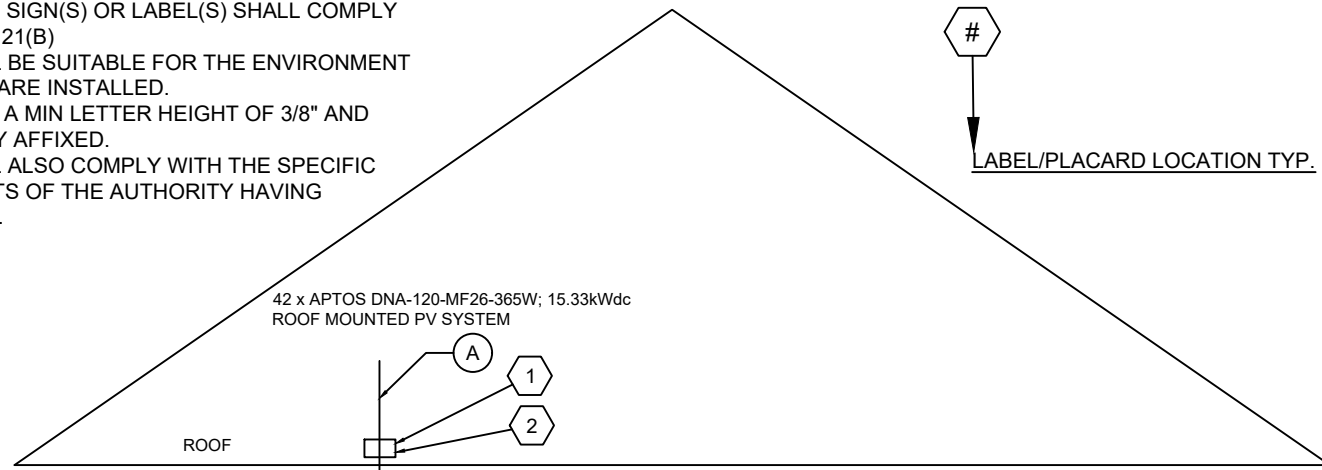 SIGN(S) OR LABEL(S) SHALL COMPLY
21(B)
BE SUITABLE FOR THE ENVIRONMENT
ARE INSTALLED.
A MIN LETTER HEIGHT OF 3/8" AND
AFFIXED.
ALSO COMPLY WITH THE SPECIFIC
OF THE AUTHORITY HAVING
#
LABEL/PLACARD LOCATION TYP.
42 x APTOS DNA-120-MF26-365W; 15.33kWdc
ROOF MOUNTED PV SYSTEM
A
1
2
ROOF